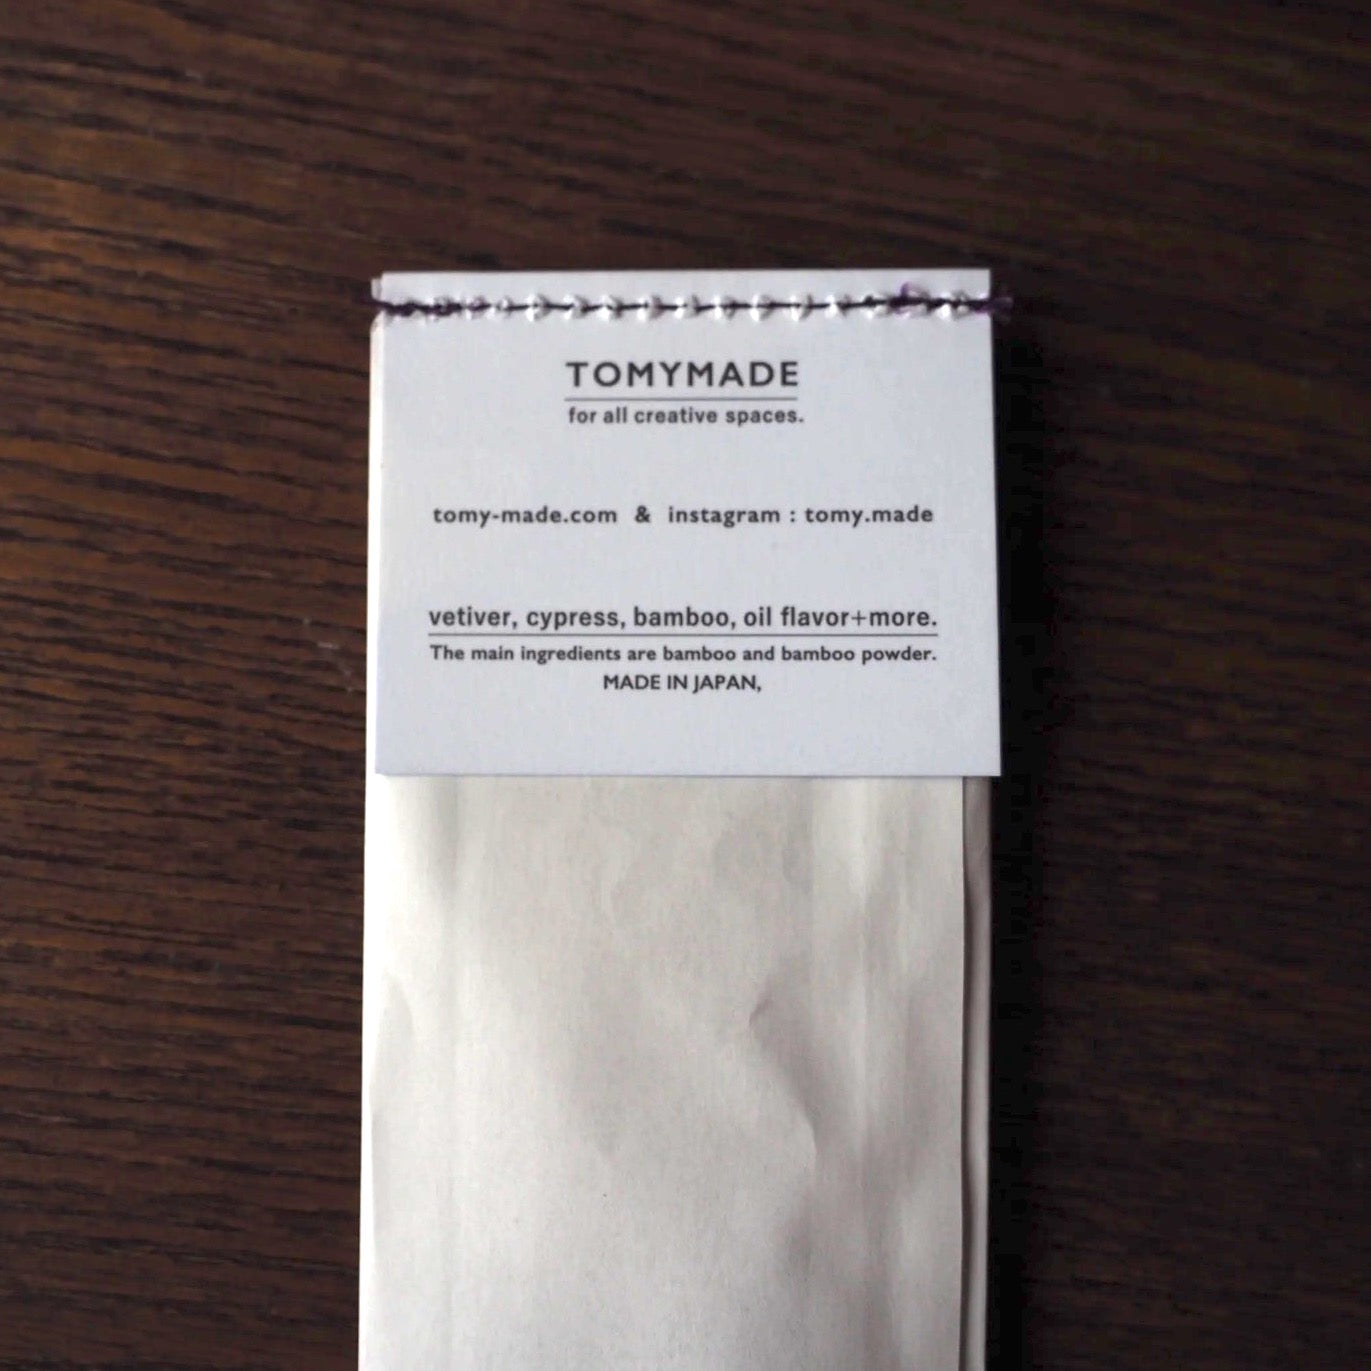 TOMYMADE
for all creative spaces.
tomy-made.com & instagram : tomy.made
vetiver, cypress, bamboo, oil flavor+more.
The main ingredients are bamboo and bamboo powder.
MADE IN JAPAN,